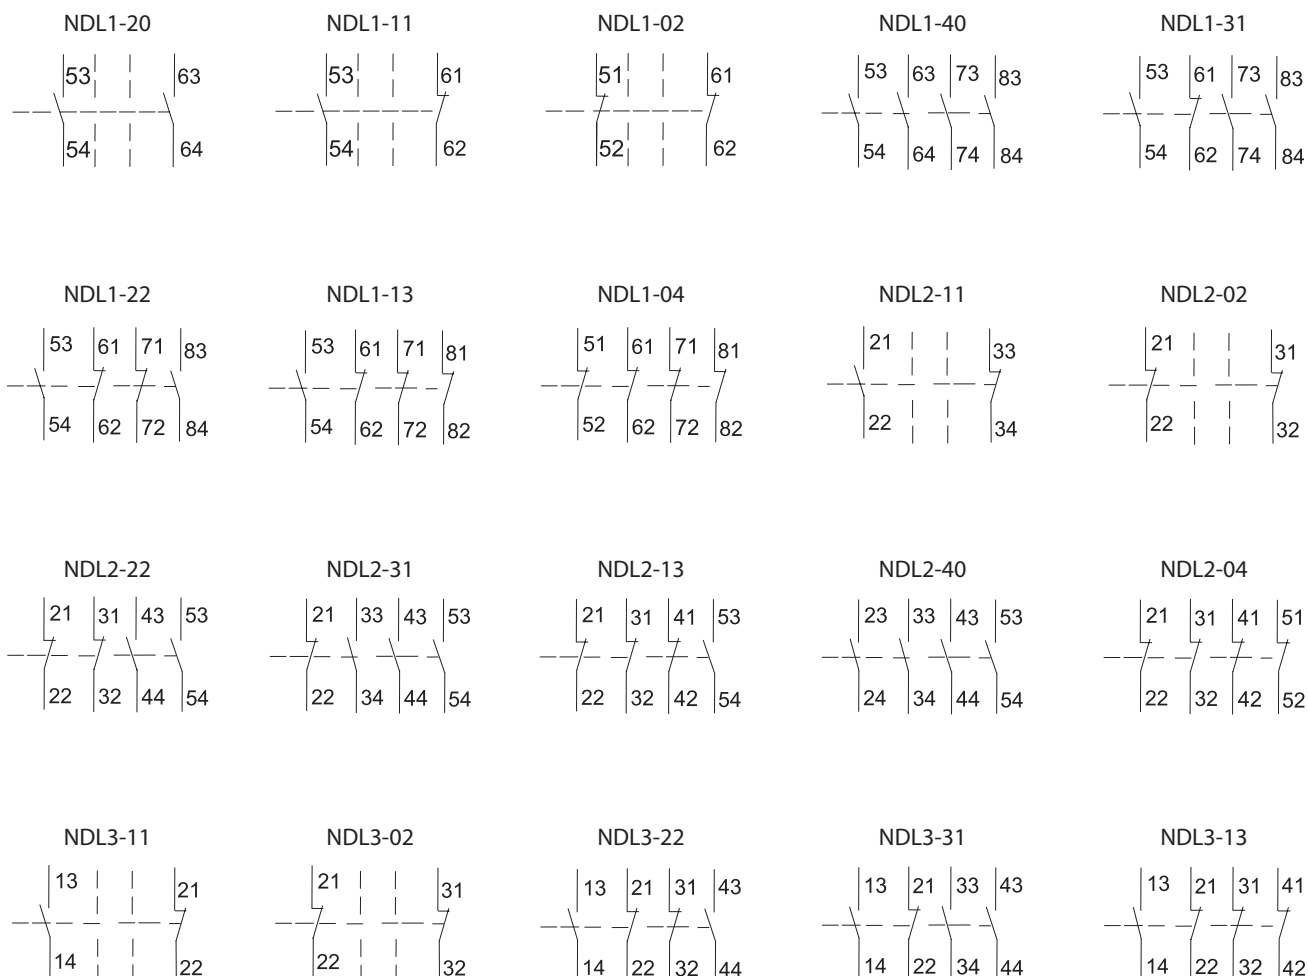 NDL1-20 NDL1-11 NDL1-02 NDL1-40 NDL1-31
53 63 53 61 51 61 53 63 73 83 53 61 73 83
54 64 54 62 52 62 54 64 74 84 54 62 74 84
NDL1-22 NDL1-13 NDL1-04 NDL2-11 NDL2-02
53 61 71 83 53 61 71 81 51 61 71 81 21 33 21 31
54 62 72 84 54 62 72 82 52 62 72 82 22 34 22 32
NDL2-22 NDL2-31 NDL2-13 NDL2-40 NDL2-04
21 31 43 53 21 33 43 53 21 31 41 53 23 33 43 53 21 31 41 51
22 32 44 54 22 34 44 54 22 32 42 54 24 34 44 54 22 32 42 52
NDL3-11 NDL3-02 NDL3-22 NDL3-31 NDL3-13
13 21 21 31 13 21 31 43 13 21 33 43 13 21 31 41
14 22 22 32 14 22 32 44 14 22 34 44 14 22 32 42